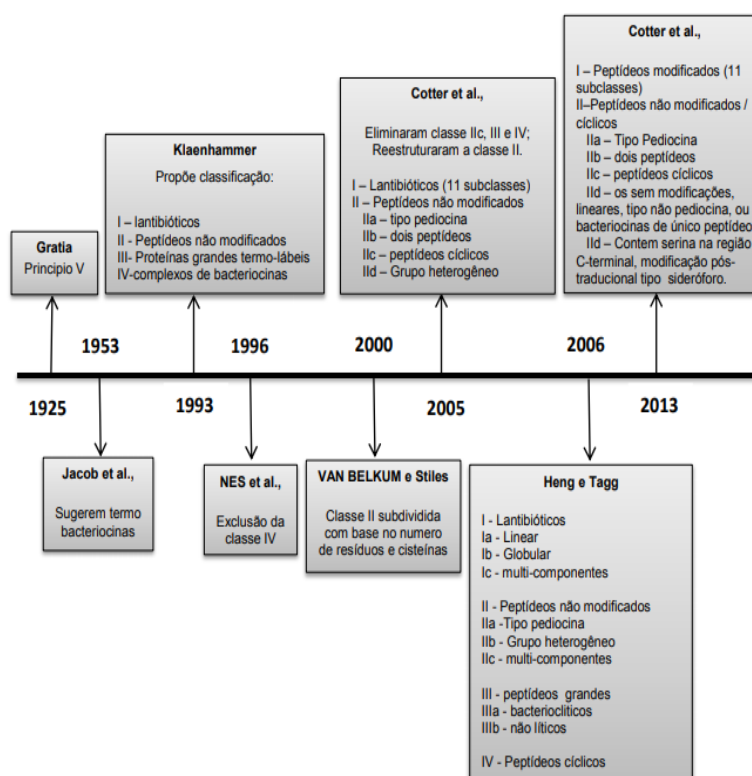 Gratia
Principio V
Klaenhammer
Propõe classificação:
I – lantibióticos
II - Peptídeos não modificados
III- Proteínas grandes termo-lábeis
IV-complexos de bacteriocinas
Cotter et al.,
Eliminaram classe IIc, III e IV;
Reestruturaram a classe II.
I – Lantibióticos (11 subclasses)
II – Peptídeos não modificados
IIa – tipo pediocina
IIb – dois peptídeos
IIc – peptídeos cíclicos
IId – Grupo heterogêneo
Cotter et al.,
I – Peptídeos modificados (11
subclasses)
II–Peptídeos não modificados /
cíclicos
IIa – Tipo Pediocina
IIb – dois peptídeos
IIc – peptídeos cíclicos
IId – os sem modificações,
lineares, tipo não pediocina, ou
bacteriocinas de único peptídeo
IId – Contem serina na região
C-terminal, modificação pós-
traducional tipo sideróforo.
1953
1996
2000
2006
1925
1993
2005
2013
Jacob et al.,
Sugerem termo
bacteriocinas
NES et al.,
Exclusão da
classe IV
VAN BELKUM e Stiles
Classe II subdividida
com base no numero
de resíduos e cisteínas
Heng e Tagg
I - Lantibióticos
Ia – Linear
Ib – Globular
Ic - multi-componentes
II - Peptídeos não modificados
IIa -Tipo pediocina
IIb - Grupo heterogêneo
IIc - multi-componentes
III - peptídeos grandes
IIIa - bacteriocliticos
IIIb – não líticos
IV - Peptídeos cíclicos